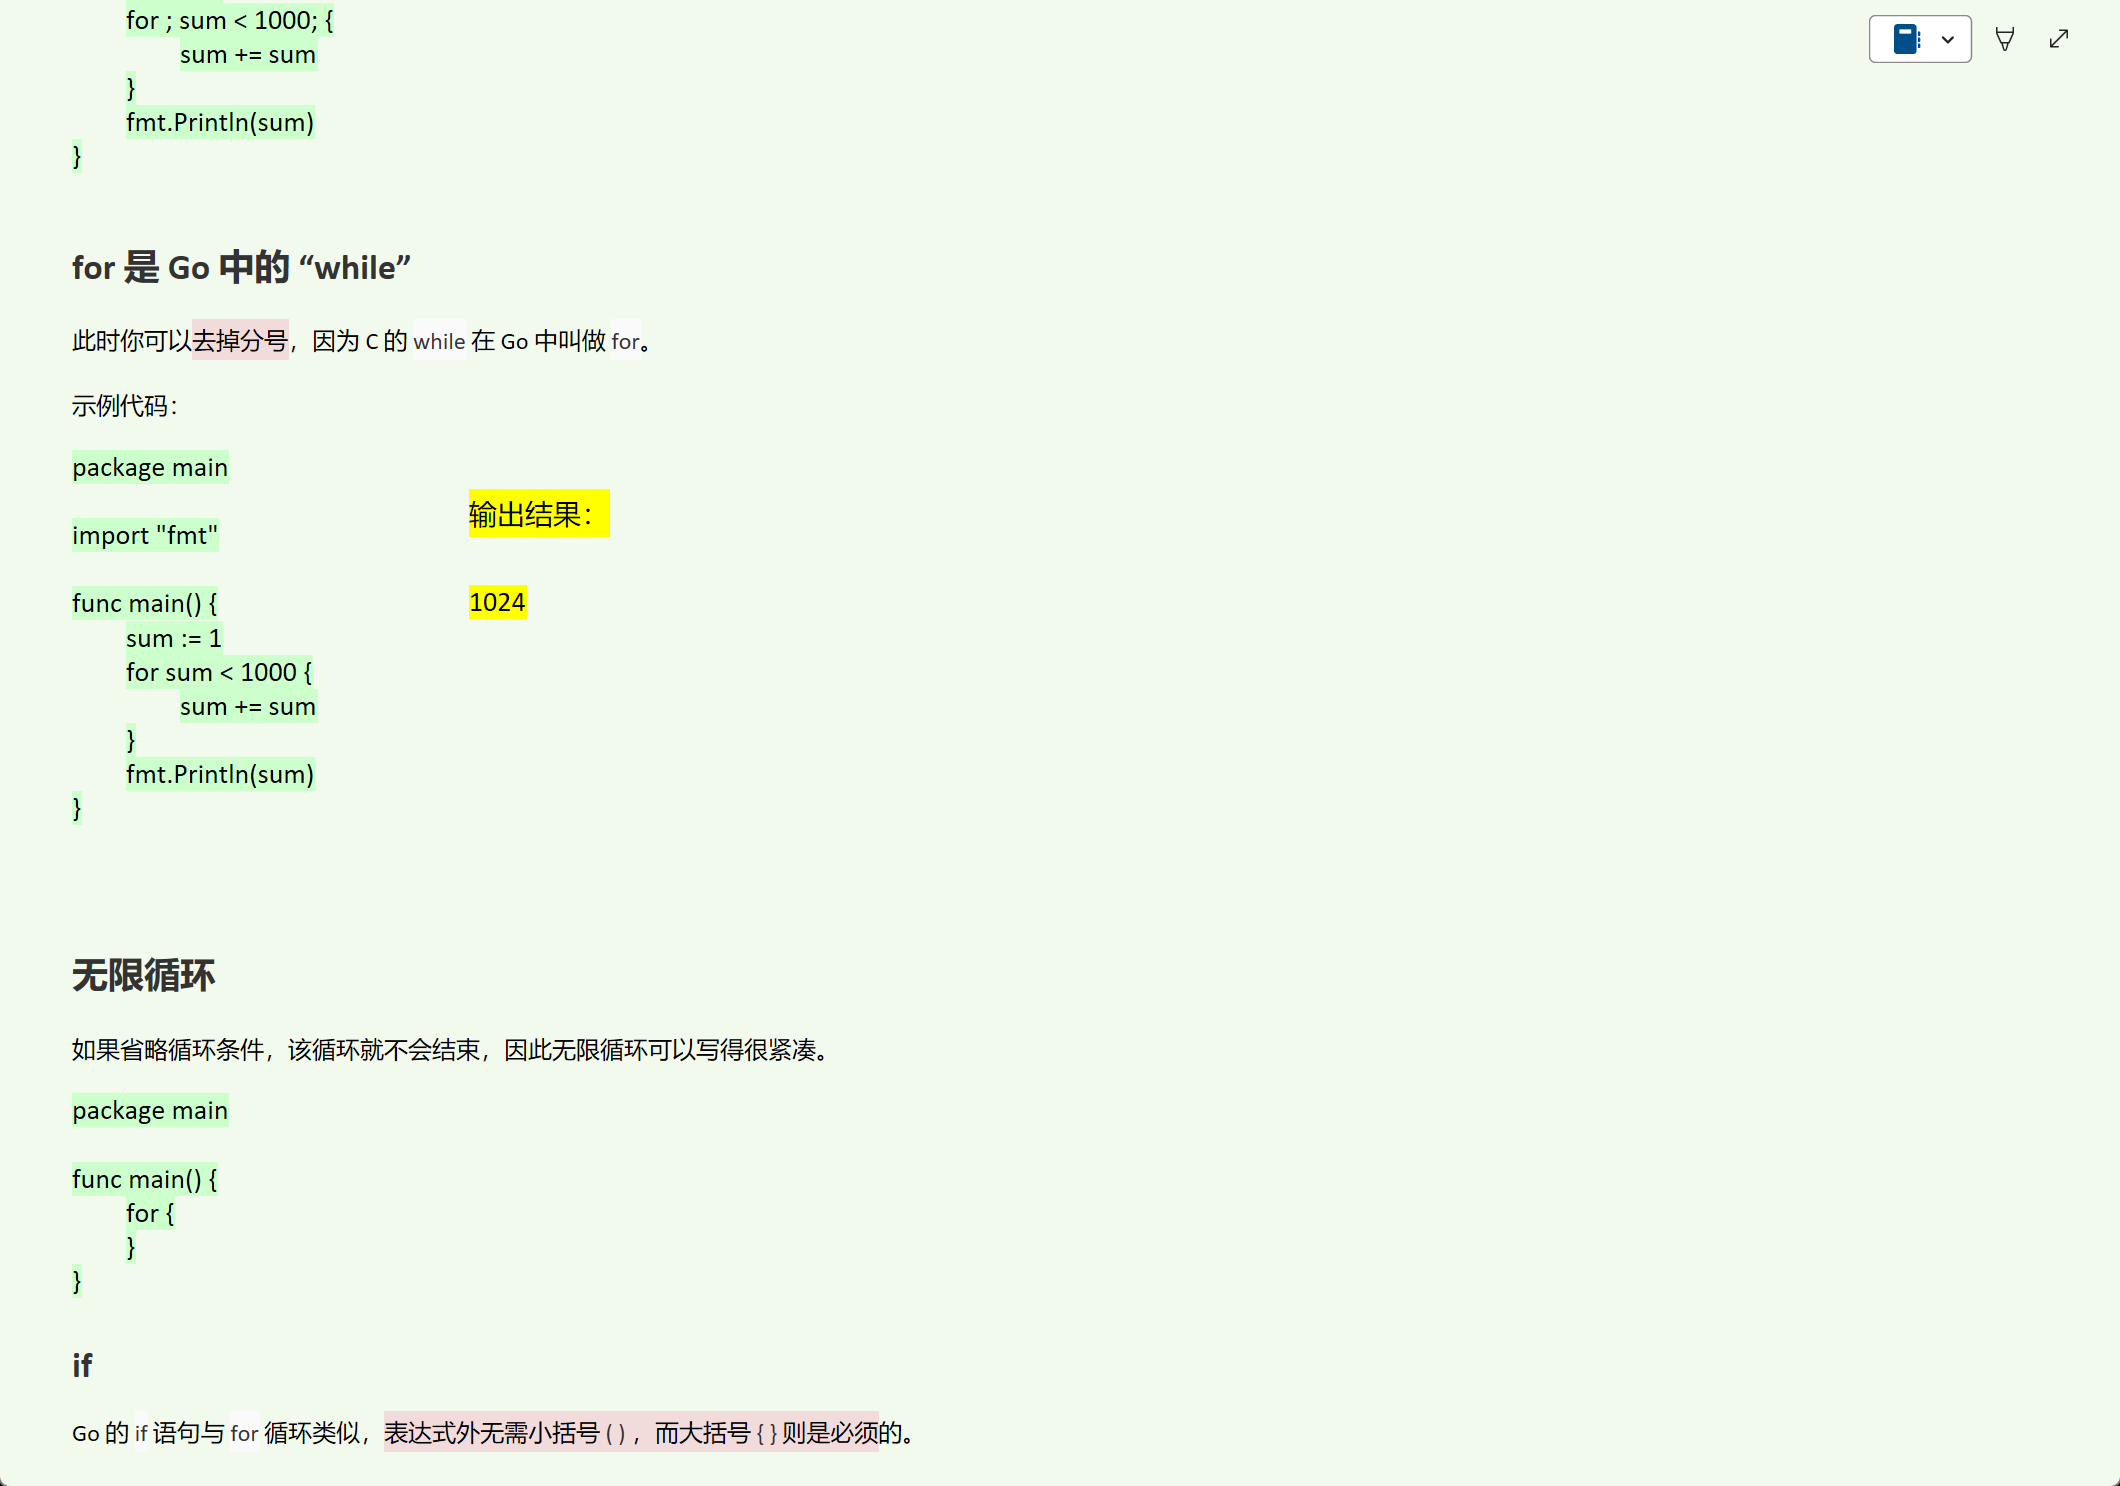 for ; sum < 1000; {
sum += sum
}
fmt.Println(sum)
}
for 是 Go 中的 “while”
此时你可以去掉分号，因为 C 的 while 在 Go 中叫做 for。
示例代码：
package main
import "fmt"
func main() {
sum := 1
for sum < 1000 {
sum += sum
}
fmt.Println(sum)
}
输出结果：
1024
无限循环
如果省略循环条件，该循环就不会结束，因此无限循环可以写得很紧凑。
package main
func main() {
for {
}
}
if
Go 的 if 语句与 for 循环类似，表达式外无需小括号 ( ) ，而大括号 { } 则是必须的。